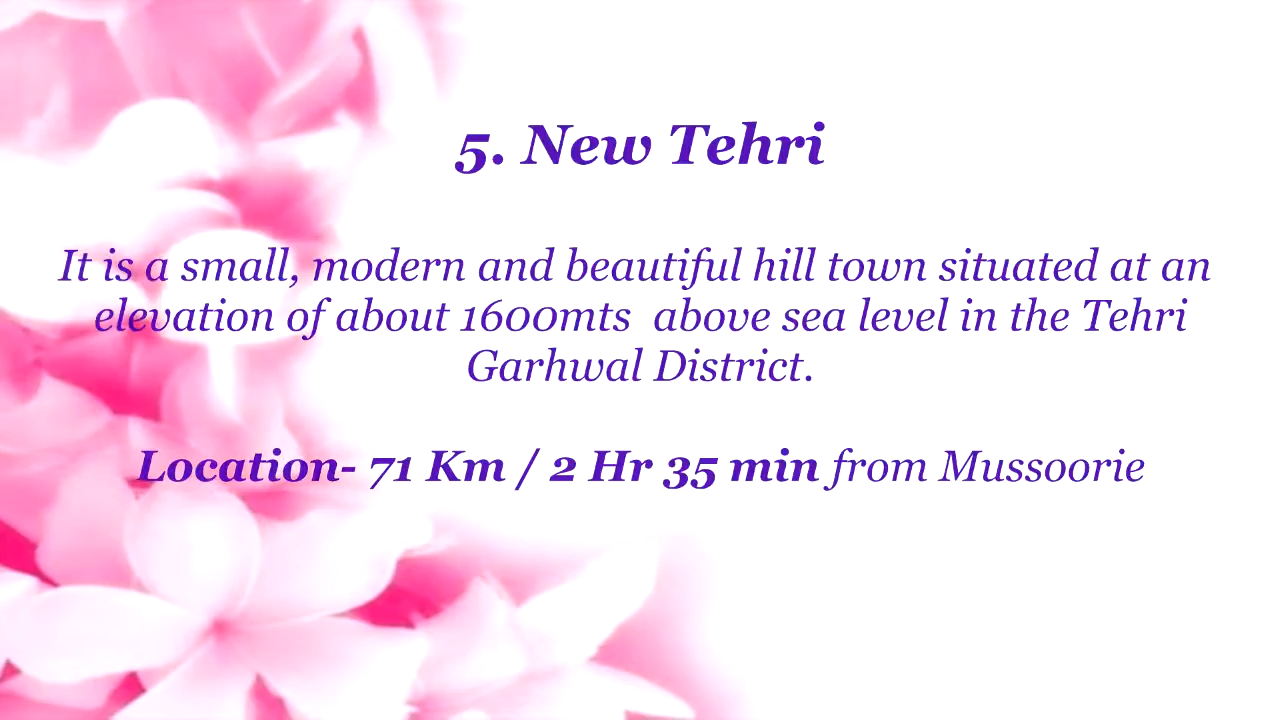 5. New Tehri
It is a small, modern and beautiful hill town situated at an
elevation of about 1600mts  above sea level in the Tehri
Garhwal District.
Location- 71 Km / 2 Hr 35 min from Mussoorie